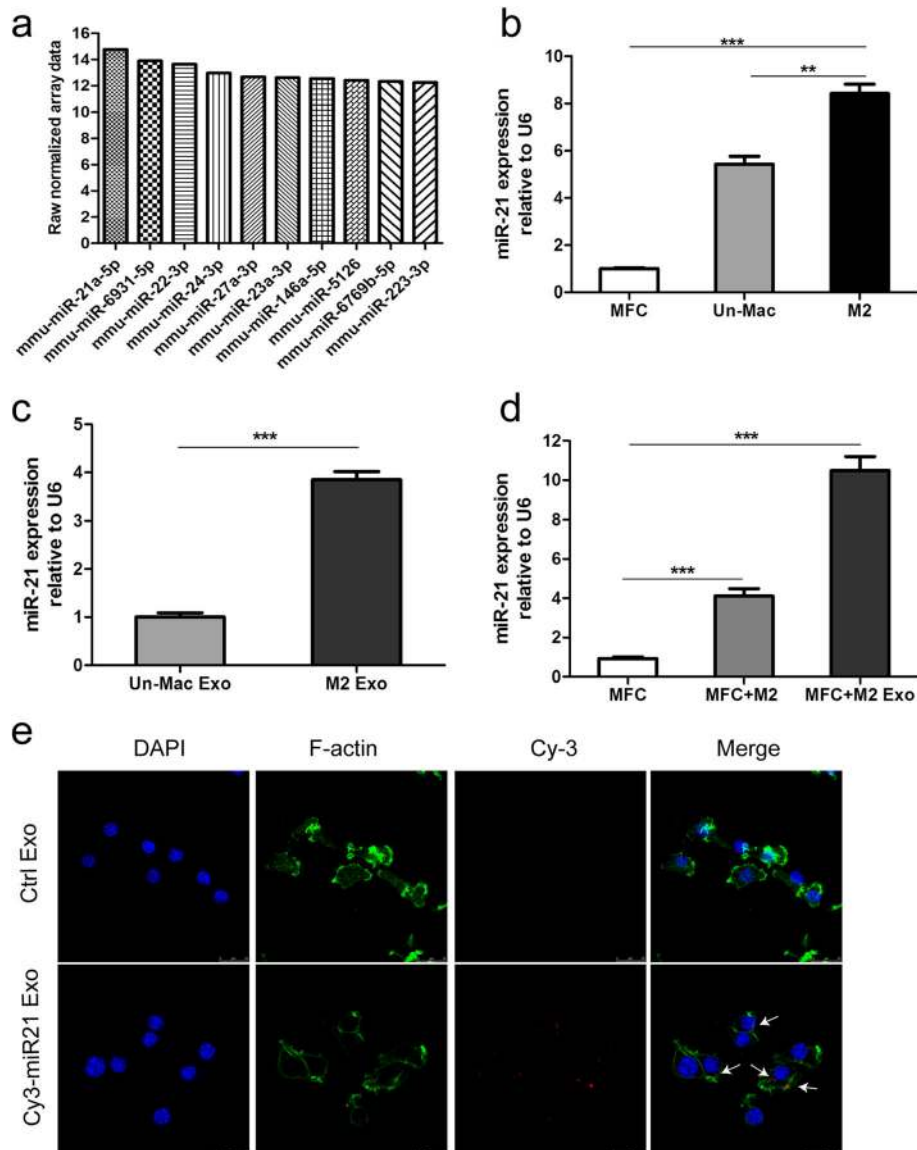 a
Raw normalized array data
16
14
12
10
8
6
4
2
0
mmu-miR-21a-5p
mmu-miR-6931-5p
mmu-miR-22-3p
mmu-miR-24-3p
mmu-miR-27a-3p
mmu-miR-23a-3p
mmu-miR-146a-5p
mmu-miR-5126
mmu-miR-6769b-5p
mmu-miR-223-3p
b
miR-21 expression
relative to U6
10
8
6
4
2
0
***
**
MFC Un-Mac M2
c
miR-21 expression
relative to U6
5
4
3
2
1
0
***
Un-Mac Exo M2 Exo
d
miR-21 expression
relative to U6
12
10
8
6
4
2
0
***
***
MFC MFC+M2 MFC+M2 Exo
e
DAPI F-actin Cy-3 Merge
Ctrl Exo
Cy3-miR21 Exo